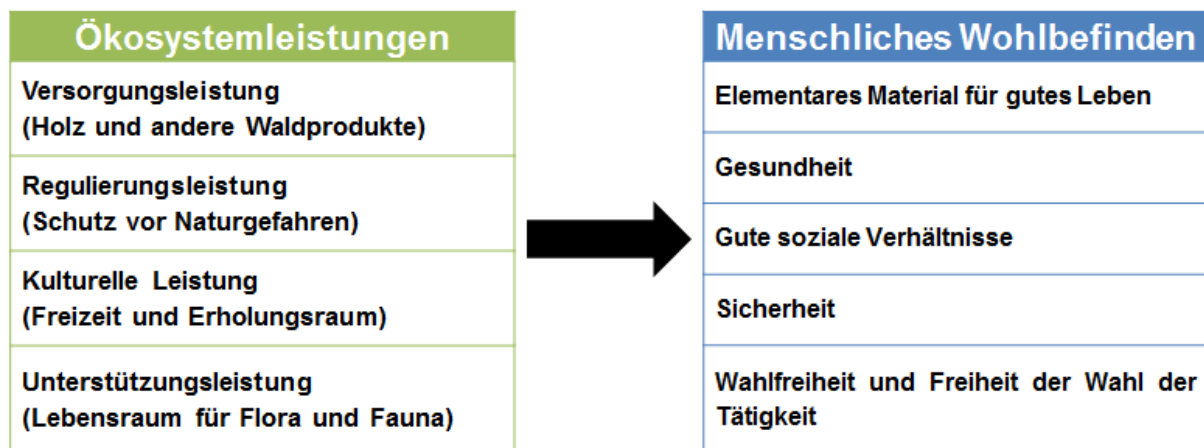 Ökosystemleistungen
Versorgungsleistung
(Holz und andere Waldprodukte)
Regulierungsleistung
(Schutz vor Naturgefahren)
Kulturelle Leistung
(Freizeit und Erholungsraum)
Unterstützungsleistung
(Lebensraum für Flora und Fauna)
Menschliches Wohlbefinden
Elementares Material für gutes Leben
Gesundheit
Gute soziale Verhältnisse
Sicherheit
Wahlfreiheit und Freiheit der Wahl der
Tätigkeit